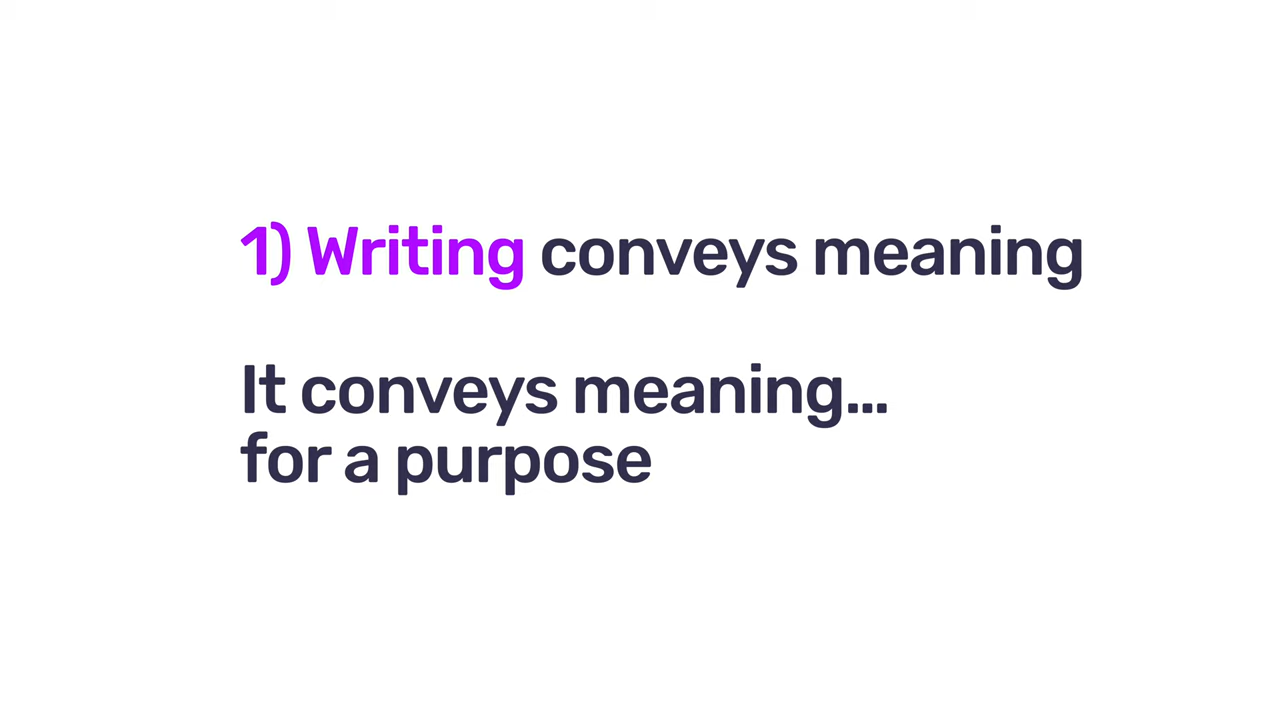 1) Writing conveys meaning
It conveys meaning...
for a purpose